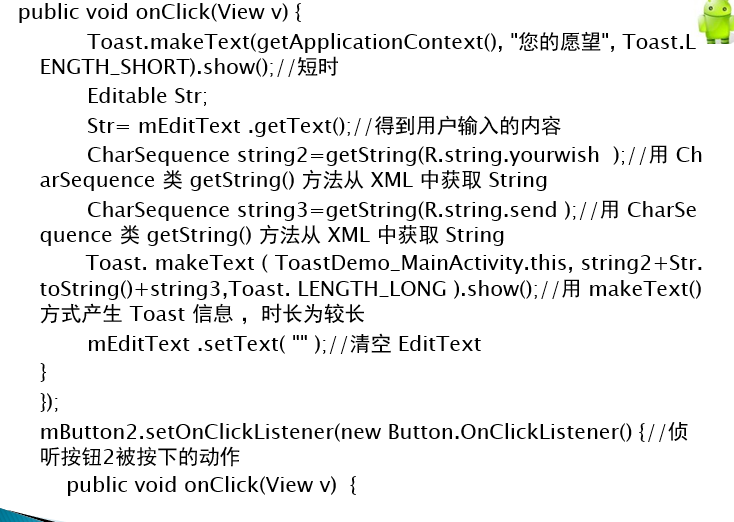 public void onClick(View v) {
Toast.makeText(getApplicationContext(), "您的愿望", Toast.L
ENGTH_SHORT).show();//短时
Editable Str;
Str= mEditText .getText();//得到用户输入的内容
CharSequence string2=getString(R.string.yourwish );//用 Ch
arSequence 类 getString() 方法从 XML 中获取 String
CharSequence string3=getString(R.string.send );//用 CharSe
quence 类 getString() 方法从 XML 中获取 String
Toast. makeText ( ToastDemo_MainActivity.this, string2+Str.
toString()+string3,Toast. LENGTH_LONG ).show();//用 makeText()
方式产生 Toast 信息 ，时长为较长
mEditText .setText( "" );//清空 EditText
}
});
mButton2.setOnClickListener(new Button.OnClickListener() {//侦
听按钮2被按下的动作
public void onClick(View v) {